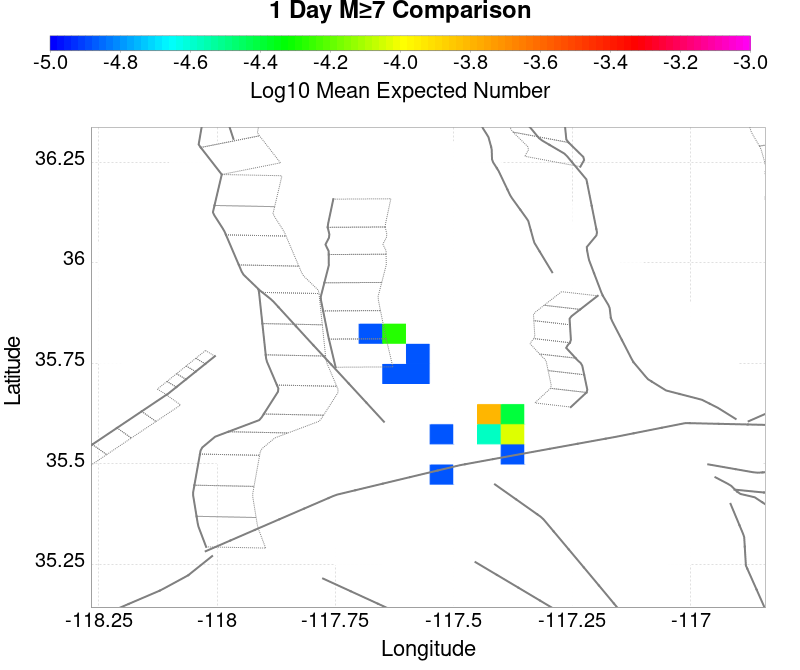 1 Day M≥7 Comparison
-5.0 -4.8 -4.6 -4.4 -4.2 -4.0 -3.8 -3.6 -3.4 -3.2 -3.0
Log10 Mean Expected Number
36.25
36
35.75
35.5
35.25
Latitude
-118.25 -118 -117.75 -117.5 -117.25 -117
Longitude